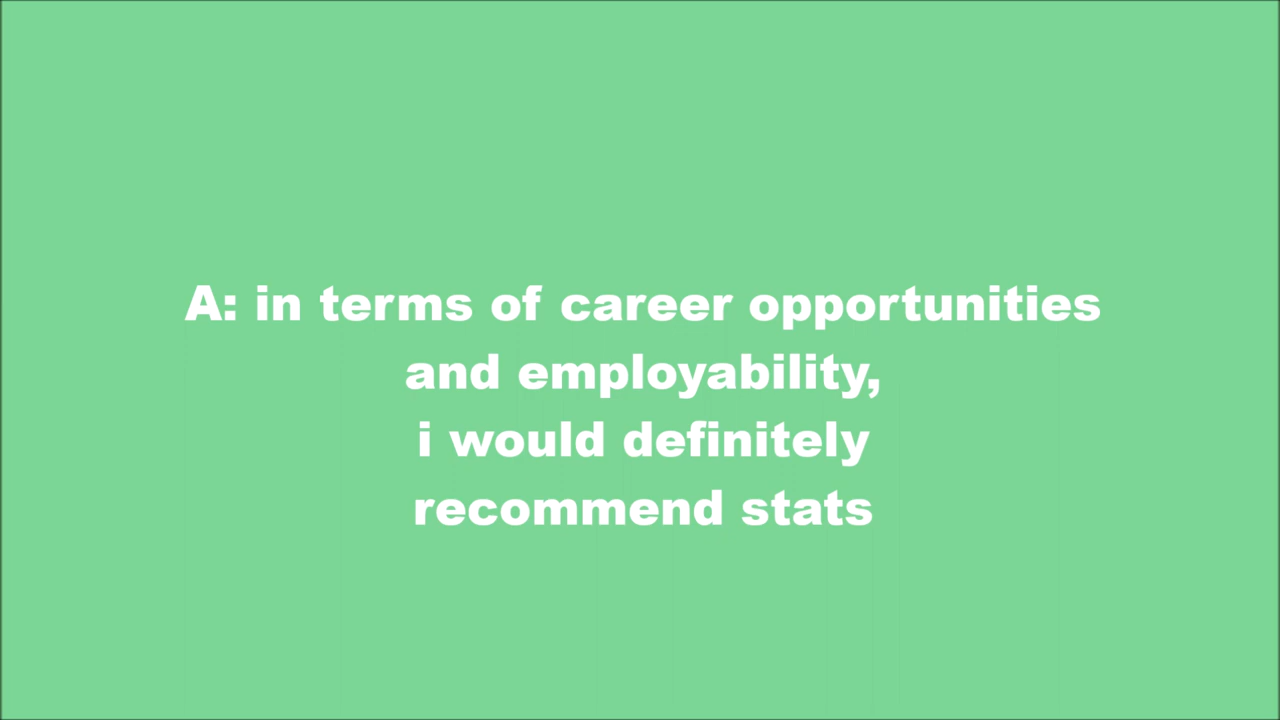 A: in terms of career opportunities
and employability,
i would definitely
recommend stats